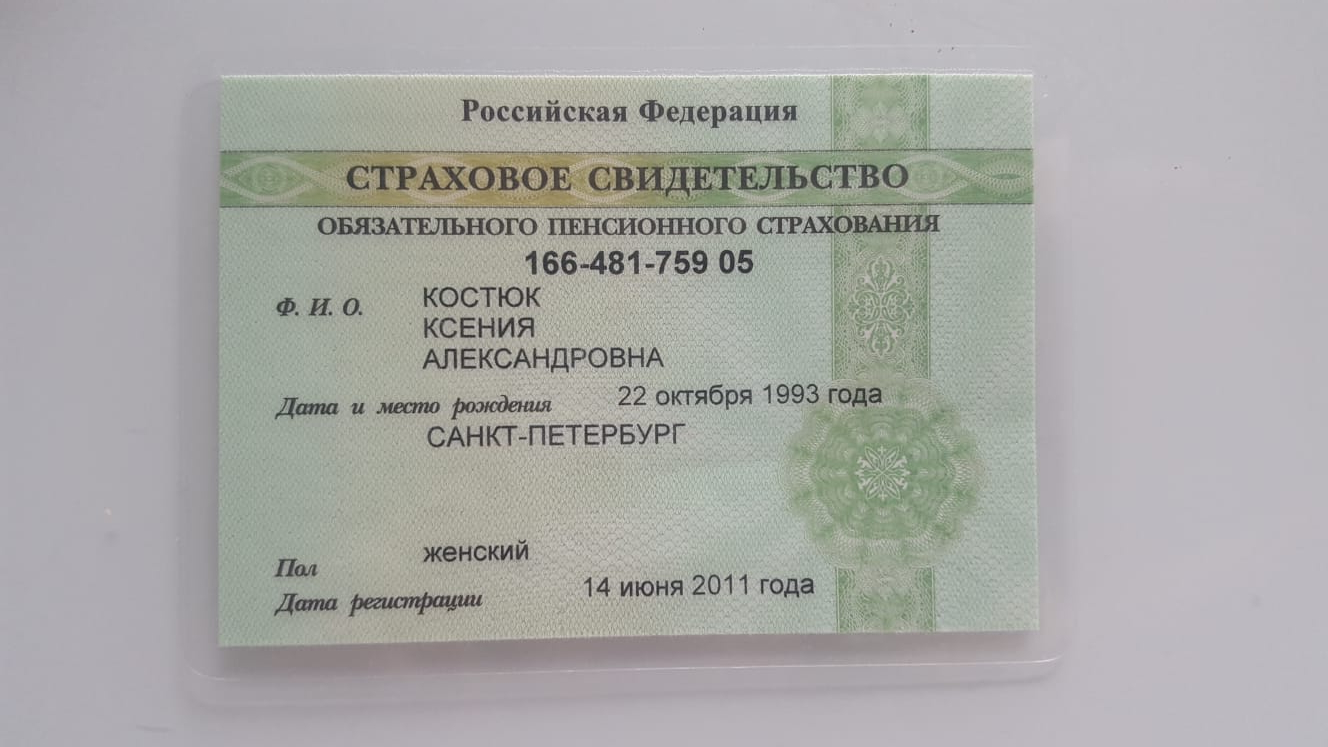 Российская Федерация
СТРАХОВОЕ СВИДЕТЕЛЬСТВО
ОБЯЗАТЕЛЬНОГО ПЕНСИОННОГО СТРАХОВАНИЯ
166-481-759 05
Ф. И. О. КОСТЮК
КСЕНИЯ
АЛЕКСАНДРОВНА
Дата и место рождения 22 октября 1993 года
САНКТ-ПЕТЕРБУРГ
Пол женский
Дата регистрации 14 июня 2011 года